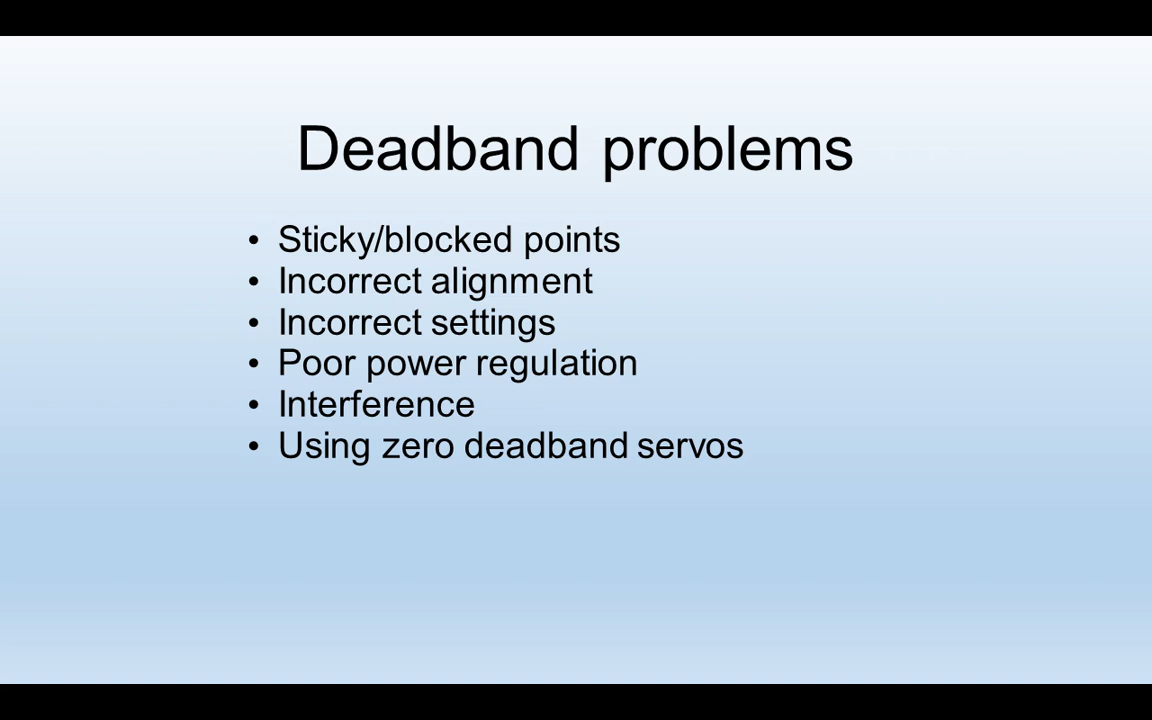 Deadband problems
• Sticky/blocked points
• Incorrect alignment
• Incorrect settings
• Poor power regulation
• Interference
• Using zero deadband servos